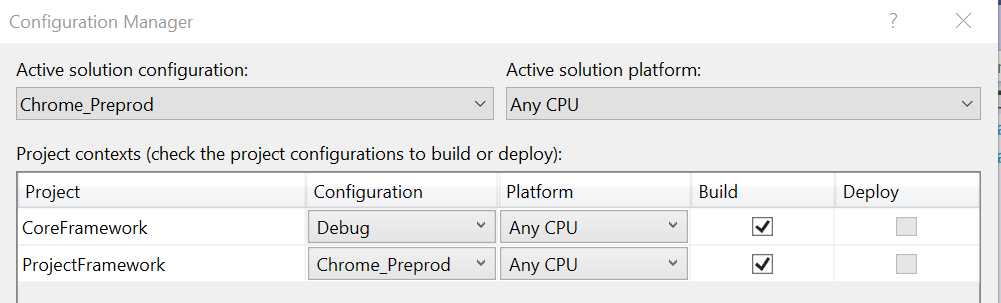 Configuration Manager ?
Active solution configuration: Active solution platform:
Chrome_Preprod Any CPU
Project contexts (check the project configurations to build or deploy):
Project Configuration Platform Build Deploy
CoreFramework Debug Any CPU
ProjectFramework Chrome_Preprod Any CPU